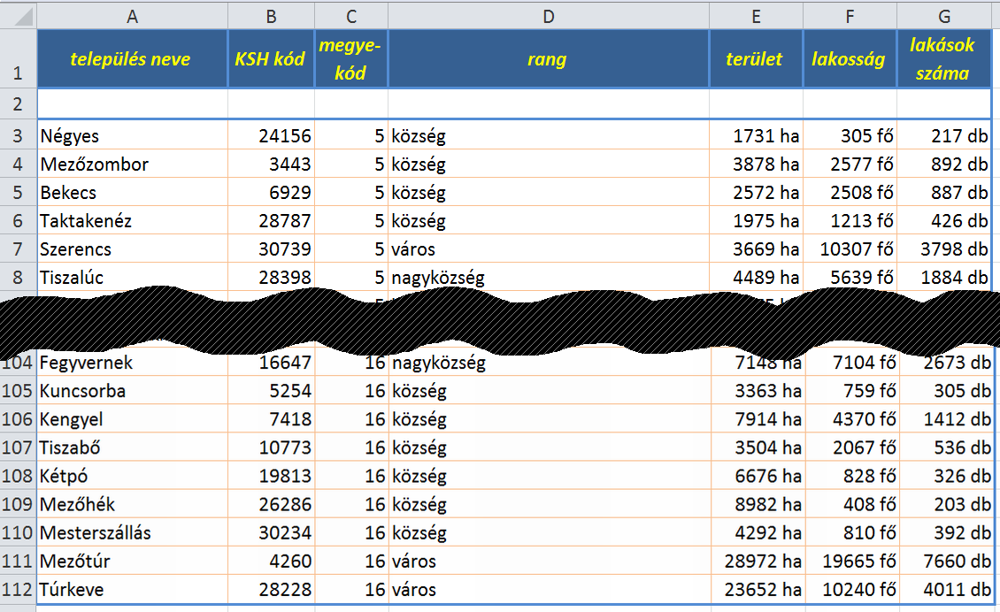 A B C D E F G
1 település neve KSH kód megye-kód rang terület lakosság lakások száma
2
3 Négyes 24156 5 község 1731 ha 305 fő 217 db
4 Mezőzombor 3443 5 község 3878 ha 2577 fő 892 db
5 Bekecs 6929 5 község 2572 ha 2508 fő 887 db
6 Taktakenéz 28787 5 község 1975 ha 1213 fő 426 db
7 Szerencs 30739 5 város 3669 ha 10307 fő 3798 db
8 Tiszalúc 28398 5 nagyközség 4489 ha 5639 fő 1884 db
104 Fegyvernek 16647 16 nagyközség 7148 ha 7104 fő 2673 db
105 Kuncsorba 5254 16 község 3363 ha 759 fő 305 db
106 Kengyel 7418 16 község 7914 ha 4370 fő 1412 db
107 Tiszabő 10773 16 község 3504 ha 2067 fő 536 db
108 Kétpó 19813 16 község 6676 ha 828 fő 326 db
109 Mezőhék 26286 16 község 8982 ha 408 fő 203 db
110 Mesterszállás 30234 16 község 4292 ha 810 fő 392 db
111 Mezőtúr 4260 16 város 28972 ha 19665 fő 7660 db
112 Túrkeve 28228 16 város 23652 ha 10240 fő 4011 db